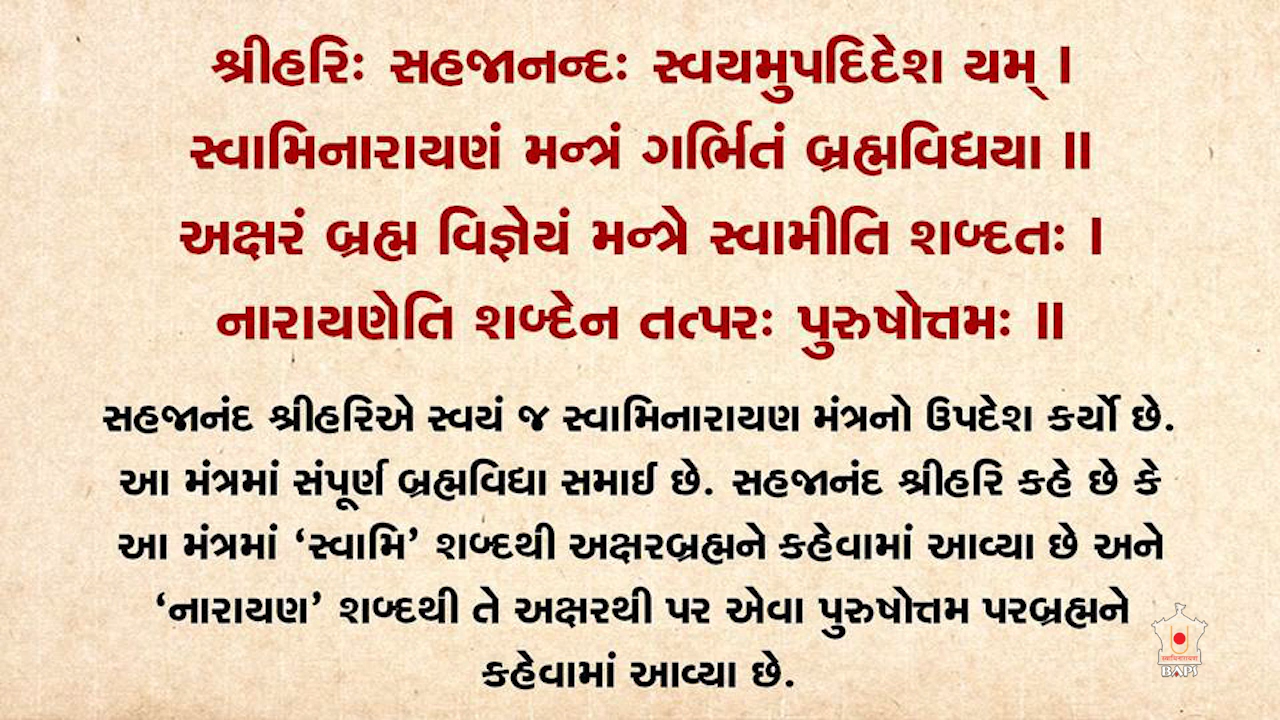 શ્રીહરિઃ સહજાનન્દઃ સ્વયમુપદિદેશ યમ્ ।
સ્વામિનારાયણં મન્ત્રં ગર્ભિતં બ્રહ્મવિદ્યયા ॥
અક્ષરં બ્રહ્મ વિજ્ઞેયં મન્ત્રે સ્વામીતિ શબ્દતઃ ।
નારાયણેતિ શબ્દેન તત્પરઃ પુરુષોત્તમઃ ॥
સહજાનંદ શ્રીહરિએ સ્વયં જ સ્વામિનારાયણ મંત્રનો ઉપદેશ કર્યો છે.
આ મંત્રમાં સંપૂર્ણ બ્રહ્મવિદ્યા સમાઈ છે. સહજાનંદ શ્રીહરિ કહે છે કે
આ મંત્રમાં ‘સ્વામિ’ શબ્દથી અક્ષરબ્રહ્મને કહેવામાં આવ્યા છે અને
‘નારાયણ’ શબ્દથી તે અક્ષરથી પર એવા પુરુષોત્તમ પરબ્રહ્મને
કહેવામાં આવ્યા છે.
स्वामिनारायण
BAPS